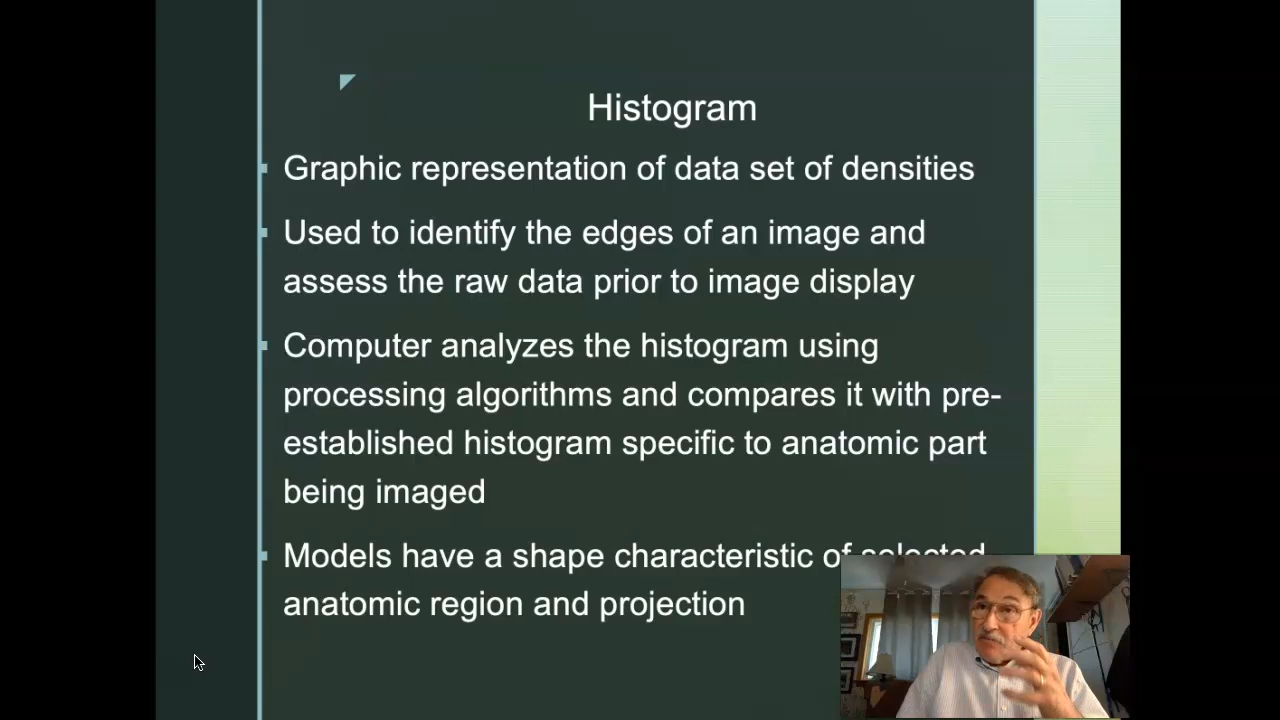 Histogram
Graphic representation of data set of densities
Used to identify the edges of an image and
assess the raw data prior to image display
Computer analyzes the histogram using
processing algorithms and compares it with pre-
established histogram specific to anatomic part
being imaged
Models have a shape characteristic of selected
anatomic region and projection